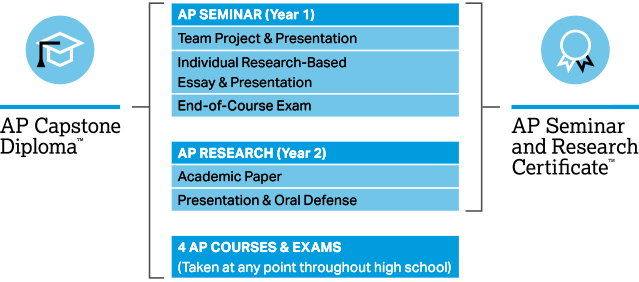 AP SEMINAR (Year 1)
Team Project & Presentation
Individual Research-Based
Essay & Presentation
End-of-Course Exam
AP Capstone
Diploma™
AP RESEARCH (Year 2)
Academic Paper
Presentation & Oral Defense
AP Seminar
and Research
Certificate™
4 AP COURSES & EXAMS
(Taken at any point throughout high school)